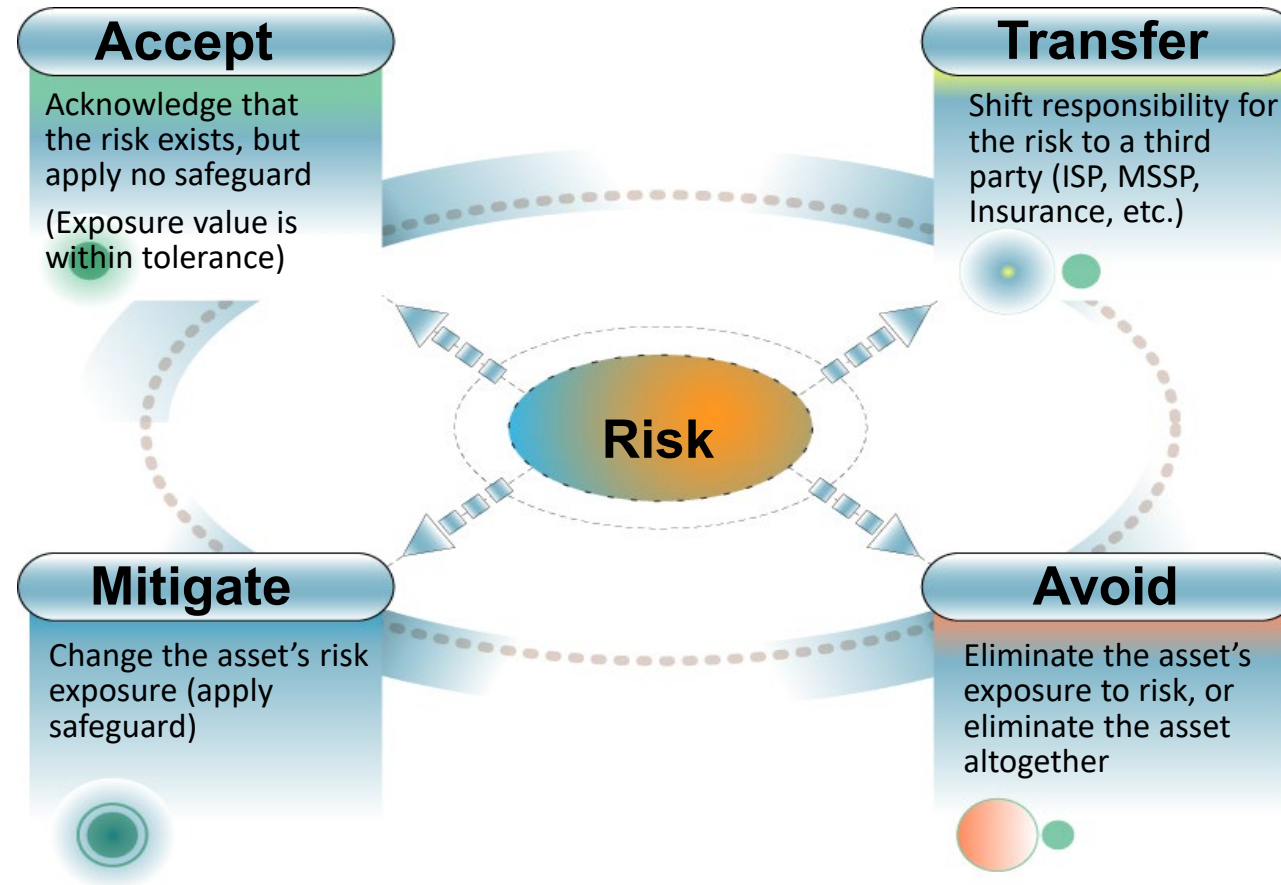 Accept
Acknowledge that
the risk exists, but
apply no safeguard
(Exposure value is
within tolerance)
Transfer
Shift responsibility for
the risk to a third
party (ISP, MSSP,
Insurance, etc.)
Risk
Mitigate
Change the asset’s risk
exposure (apply
safeguard)
Avoid
Eliminate the asset’s
exposure to risk, or
eliminate the asset
altogether